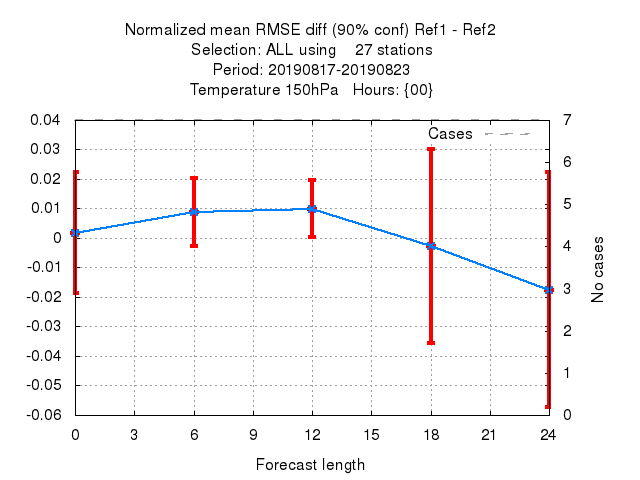 Normalized mean RMSE diff (90% conf) Ref1 - Ref2
Selection: ALL using 27 stations
Period: 20190817-20190823
Temperature 150hPa Hours: {00}
Cases
0.04
0.03
0.02
0.01
0
-0.01
-0.02
-0.03
-0.04
-0.05
-0.06
7
6
5
4
3
2
1
0
No cases
0 3 6 9 12 15 18 21 24
Forecast length